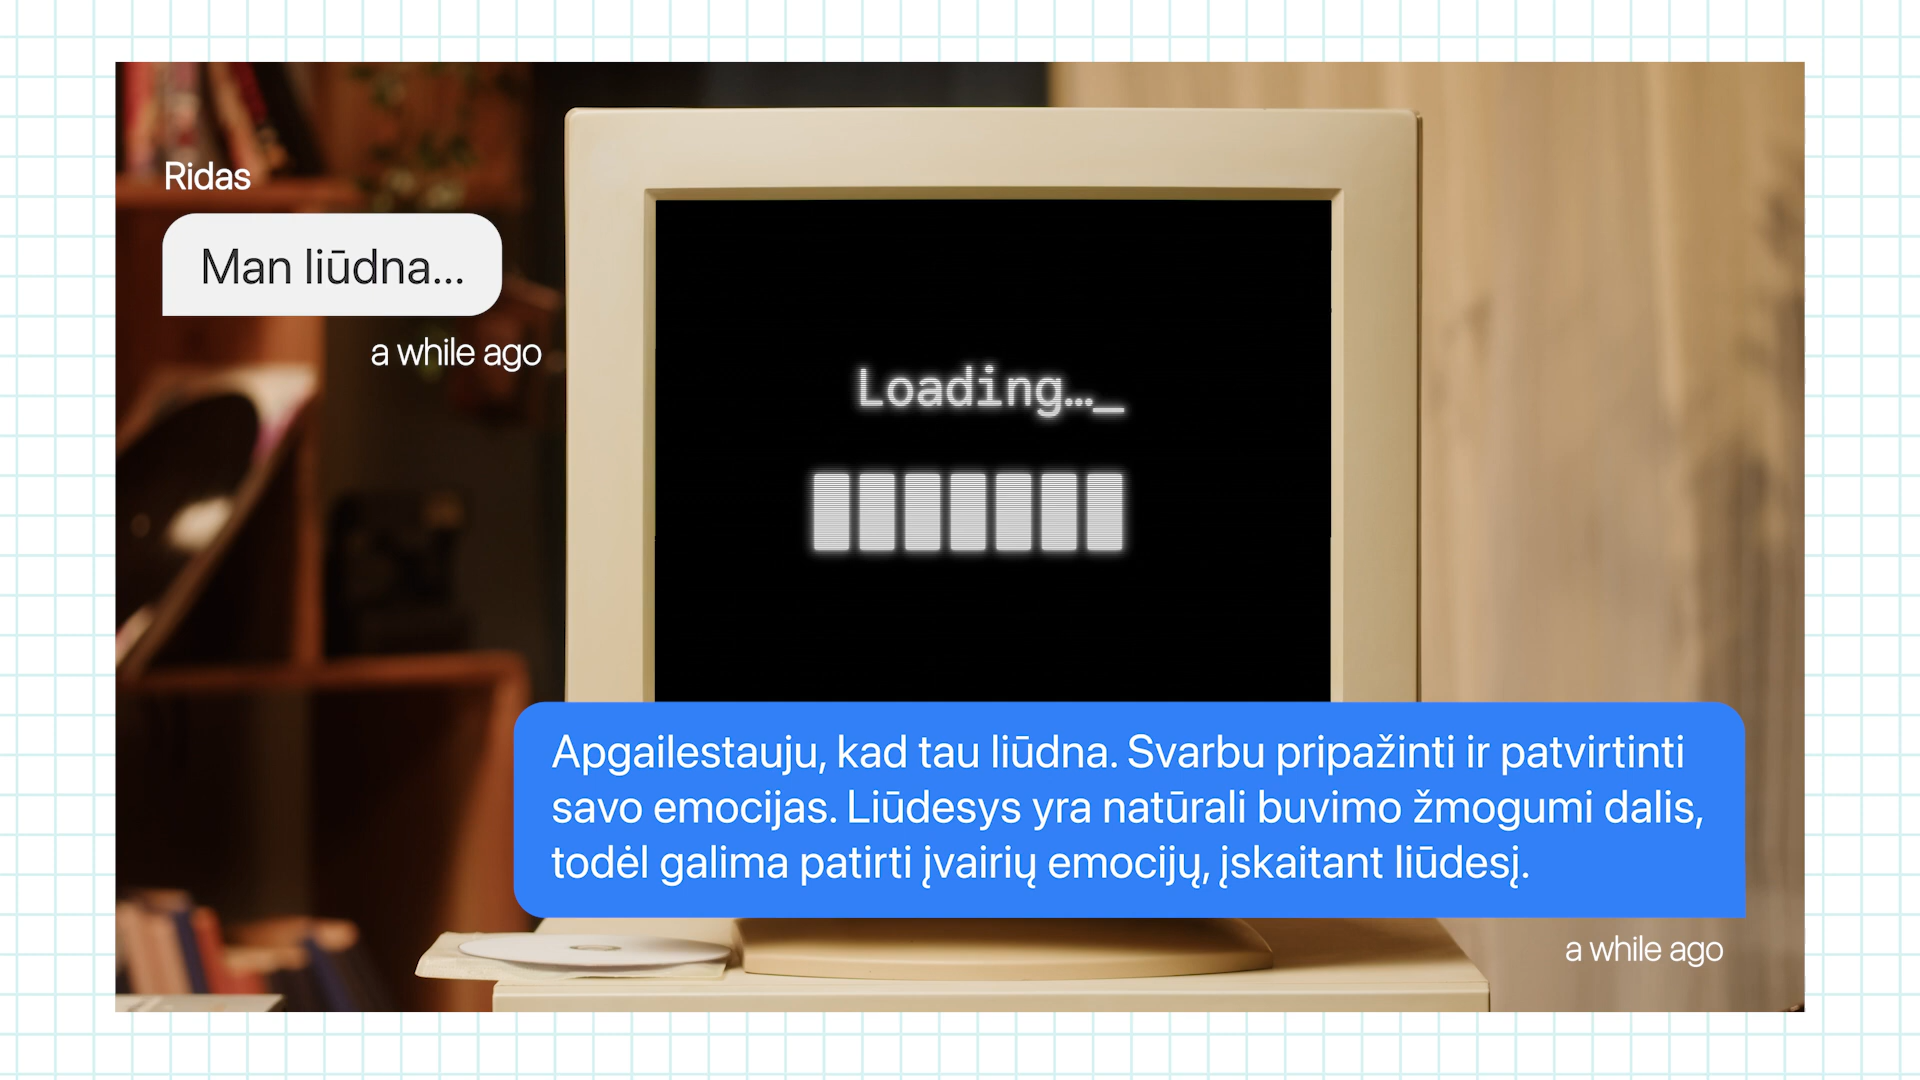 Ridas
Man liūdna...
a while ago
Loading..._
Apgailestauju, kad tau liūdna. Svarbu pripažinti ir patvirtinti
savo emocijas. Liūdesys yra natūrali buvimo žmogumi dalis,
todėl galima patirti įvairių emocijų, įskaitant liūdesį.
a while ago